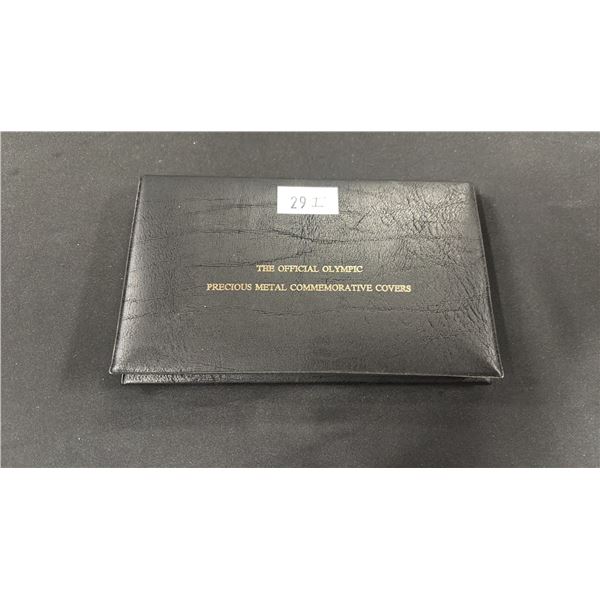 29 I
THE OFFICIAL OLYMPIC
PRECIOUS METAL COMMEMORATIVE COVERS